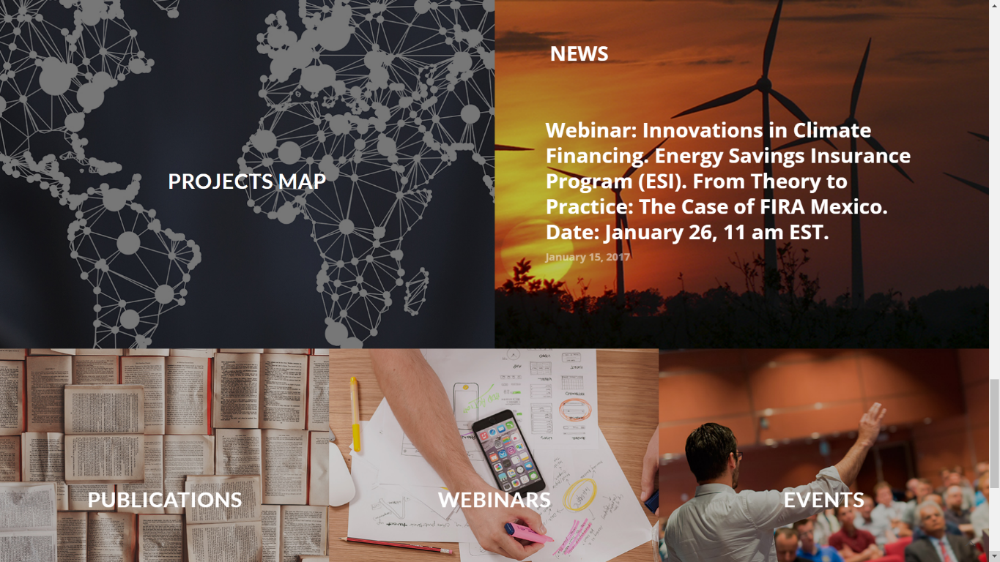 PROJECTS MAP
NEWS
Webinar: Innovations in Climate
Financing. Energy Savings Insurance
Program (ESI). From Theory to
Practice: The Case of FIRA Mexico.
Date: January 26, 11 am EST.
January 15, 2017
PUBLICATIONS
WEBINARS
EVENTS